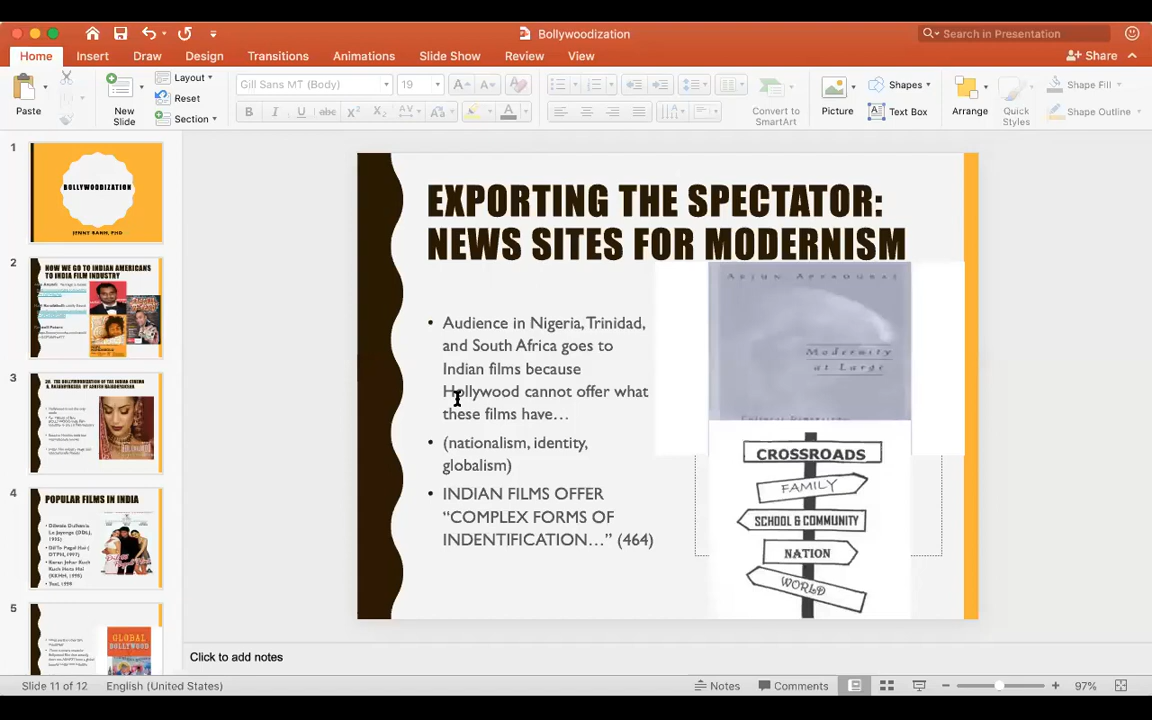 Bollywoodization
Search in Presentation
Home
Insert
Draw
Design
Transitions
Animations
Slide Show
Review
View
Share
Paste
New
Slide
Layout
Reset
Section
Gill Sans MT (Body)
19
Convert to
SmartArt
Picture
Shapes
Text Box
Arrange
Quick
Styles
Shape Fill
Shape Outline
1
BOLLYWOODIZATION
2
HOW WE GO TO INDIAN AMERICANS
TO INDIA FILM INDUSTRY
3
4
POPULAR FILMS IN INDIA
5
GLOBAL
BOLLYWOOD
EXPORTING THE SPECTATOR:
NEWS SITES FOR MODERNISM
• Audience in Nigeria, Trinidad,
and South Africa goes to
Indian films because
Hollywood cannot offer what
these films have…
• (nationalism, identity,
globalism)
• INDIAN FILMS OFFER
“COMPLEX FORMS OF
INDENTIFICATION…” (464)
Modernity
at Large
CROSSROADS
FAMILY
SCHOOL & COMMUNITY
NATION
WORLD
Click to add notes
Slide 11 of 12
English (United States)
Notes
Comments
97%